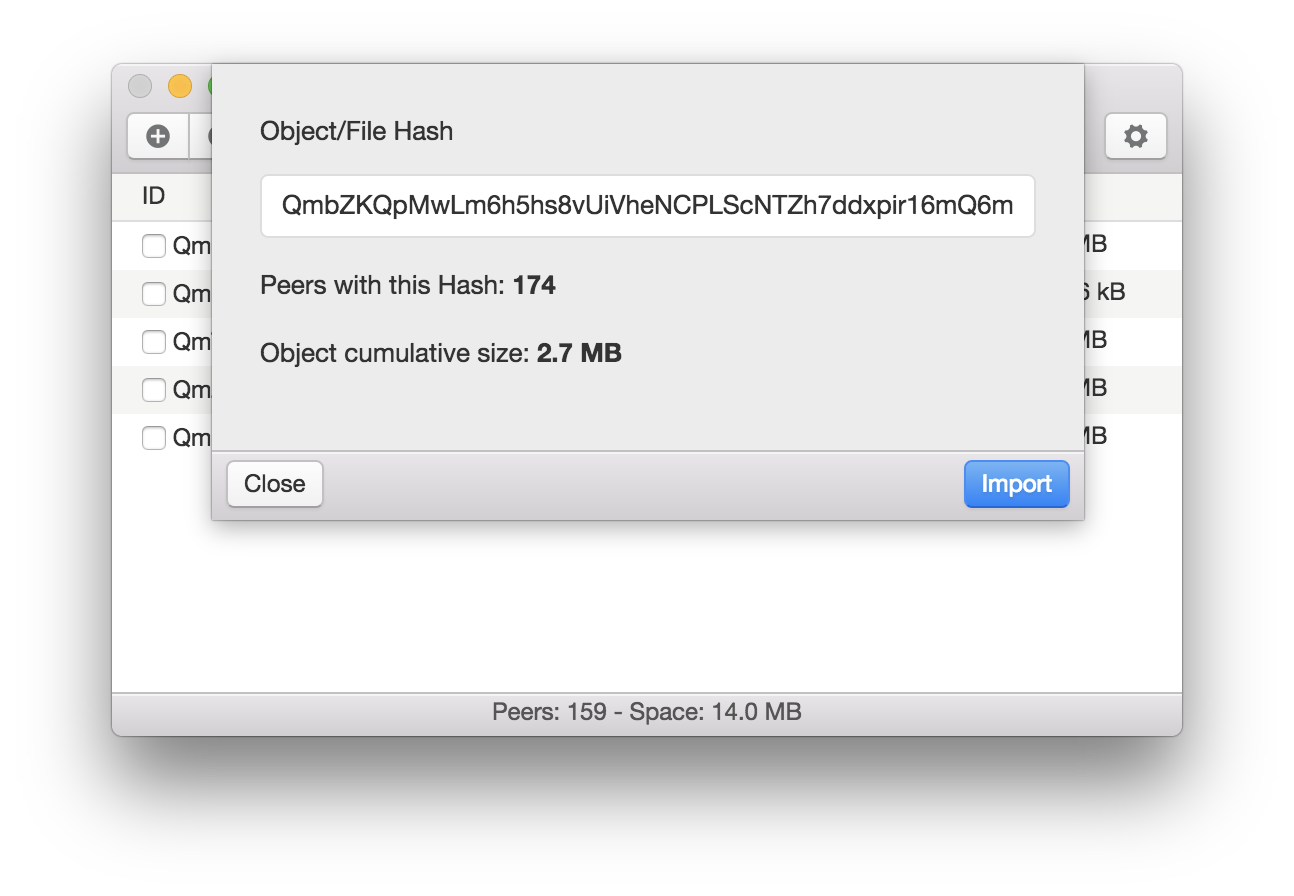 Object/File Hash
ID
QmbZKQpMwLm6h5hs8vUiVheNCPLScNTZh7ddxpir16mQ6m
Qm
MB
Peers with this Hash: 174
Qm
6 kB
Qm
MB
Object cumulative size: 2.7 MB
Qm
MB
Qm
MB
Close
Import
Peers: 159 - Space: 14.0 MB